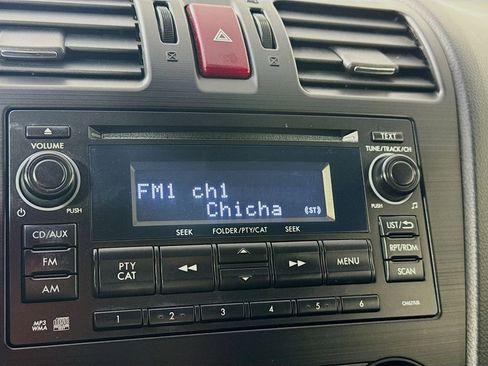 TEXT
VOLUME
TUNE/TRACK/CH
FM1 ch1
Chicha (ST)
PUSH
PUSH
SEEK FOLDER/PTY/CAT SEEK
CD/AUX
FM
AM
PTY
CAT
MENU
LIST/
RPT/RDM
SCAN
1 2 3 4 5 6
MP3
WMA